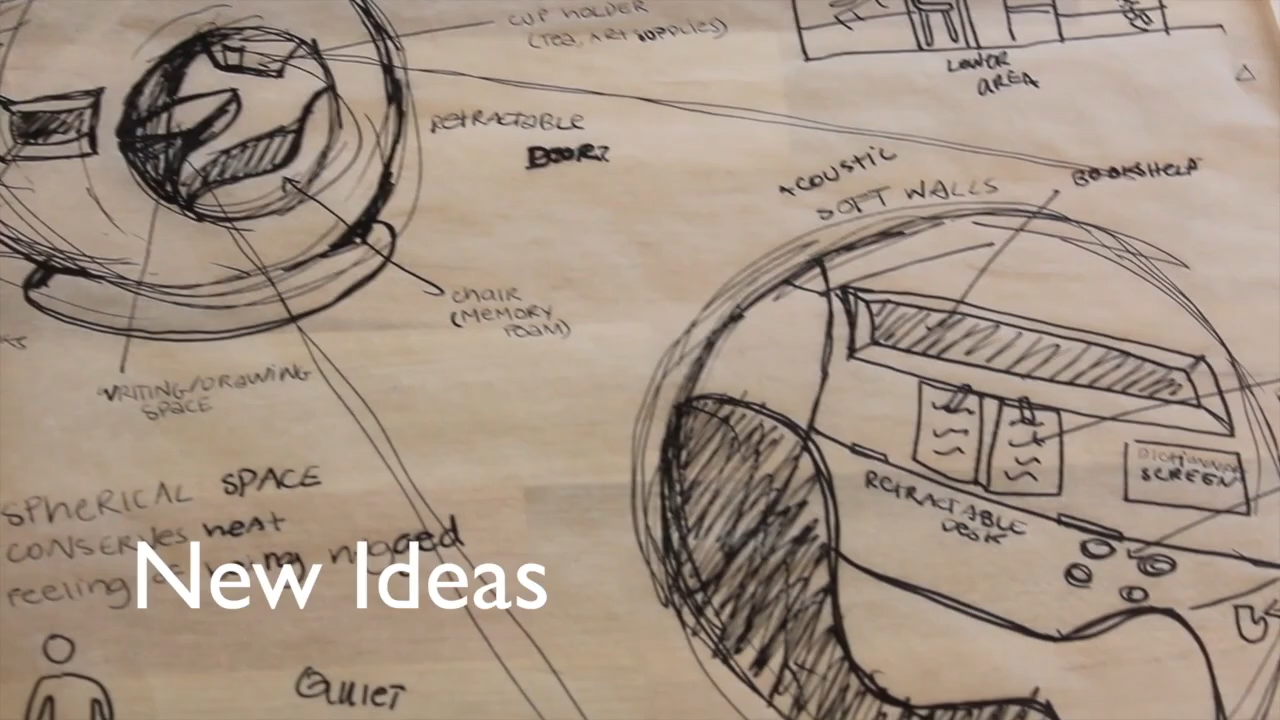 CUP HOLDER
(TEA, ART SUPPLIES)
LOWER
AREA
RETRACTABLE
DOOR?
ACOUSTIC
SOFT WALLS
BOOKSHELF
CHAIR
(MEMORY
FOAM)
WRITING/DRAWING
SPACE
DICTIONARY
SCREEN
RETRACTABLE
DESK
SPHERICAL SPACE
CONSERVES heat
feeling
New Ideas
QUIET